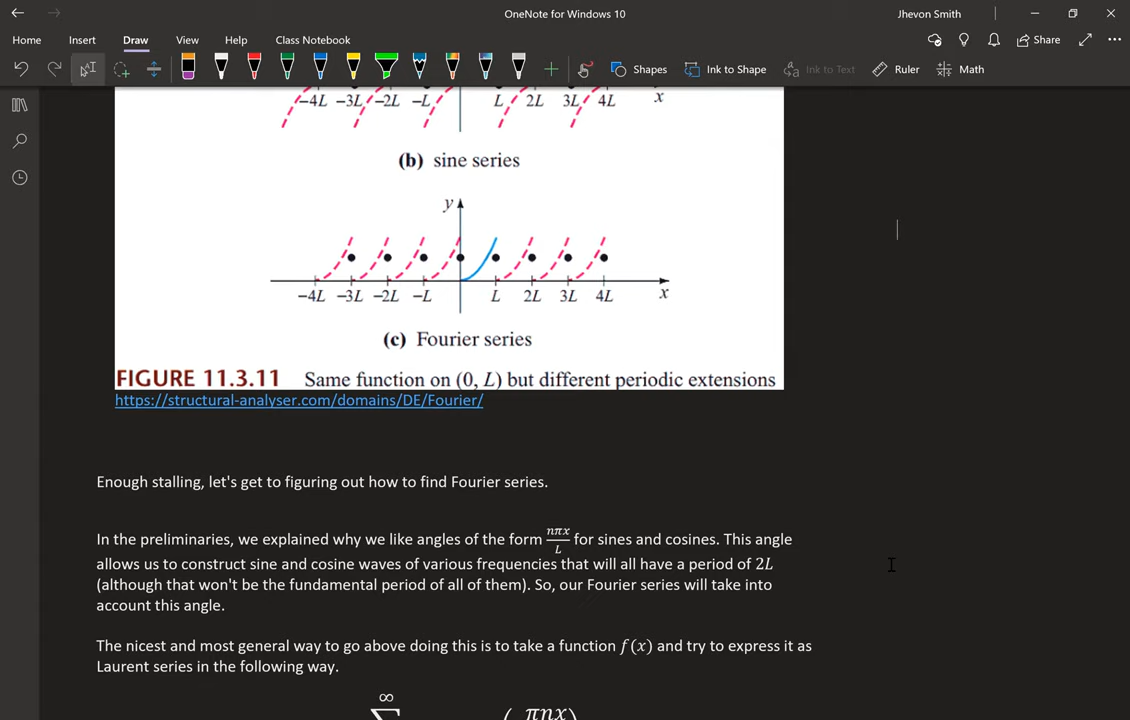 OneNote for Windows 10
Jhevon Smith
Home Insert Draw View Help Class Notebook
Share
Shapes Ink to Shape Ink to Text Ruler Math
−4L −3L −2L −L L 2L 3L 4L x
(b) sine series
y
−4L −3L −2L −L L 2L 3L 4L x
(c) Fourier series
FIGURE 11.3.11 Same function on (0, L) but different periodic extensions
https://structural-analyser.com/domains/DE/Fourier/
Enough stalling, let's get to figuring out how to find Fourier series.
In the preliminaries, we explained why we like angles of the form nπx/L for sines and cosines. This angle
allows us to construct sine and cosine waves of various frequencies that will all have a period of 2L
(although that won't be the fundamental period of all of them). So, our Fourier series will take into
account this angle.
The nicest and most general way to go above doing this is to take a function f(x) and try to express it as
Laurent series in the following way.
∞
∑ (πnx)